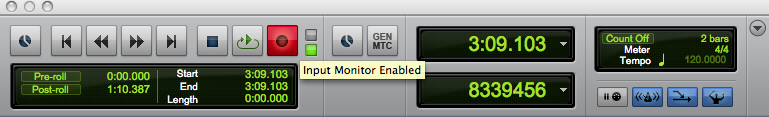 GEN
MTC
3:09.103
Count Off 2 bars
Meter 4/4
Tempo 120.0000
Input Monitor Enabled
Pre-roll 0:00.000
Post-roll 1:10.387
Start 3:09.103
End 3:09.103
Length 0:00.000
8339456